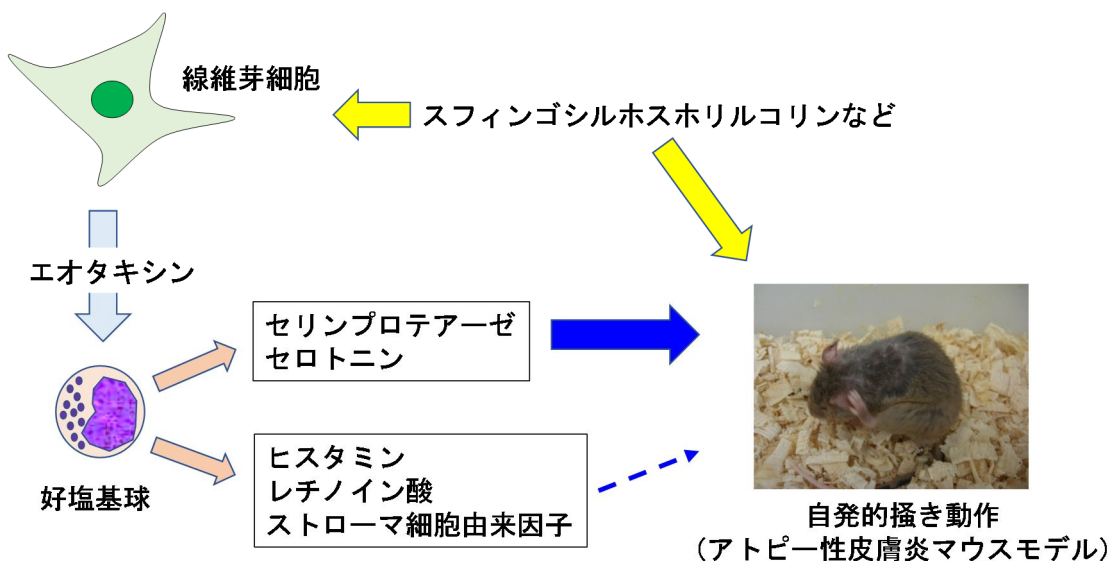 線維芽細胞
スフィンゴシルホスホリルコリンなど
エオタキシン
セリンプロテアーゼ
セロトニン
好塩基球
ヒスタミン
レチノイン酸
ストローマ細胞由来因子
自発的掻き動作
(アトピー性皮膚炎マウスモデル)